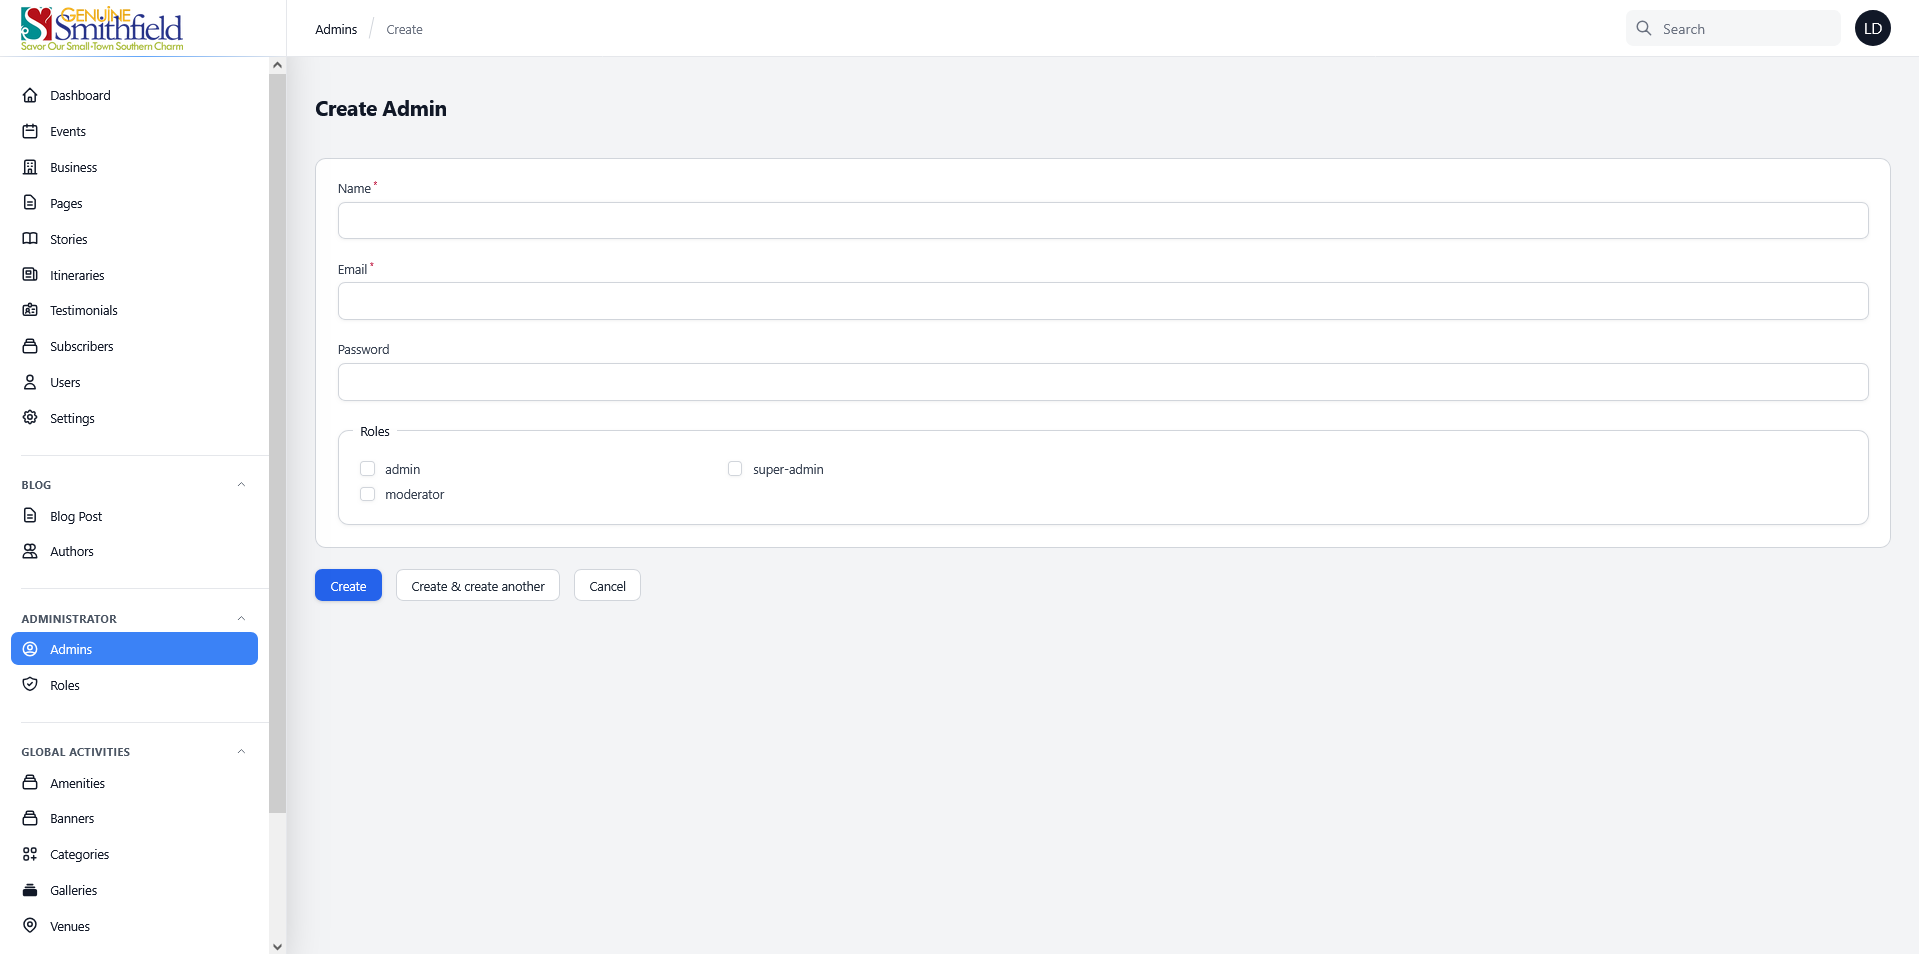 GENUINE
Smithfield
Savor Our Small-Town Southern Charm
Admins / Create
Search
LD
Dashboard
Events
Business
Pages
Stories
Itineraries
Testimonials
Subscribers
Users
Settings
BLOG
Blog Post
Authors
ADMINISTRATOR
Admins
Roles
GLOBAL ACTIVITIES
Amenities
Banners
Categories
Galleries
Venues
Create Admin
Name*
Email*
Password
Roles
admin super-admin
moderator
Create Create & create another Cancel